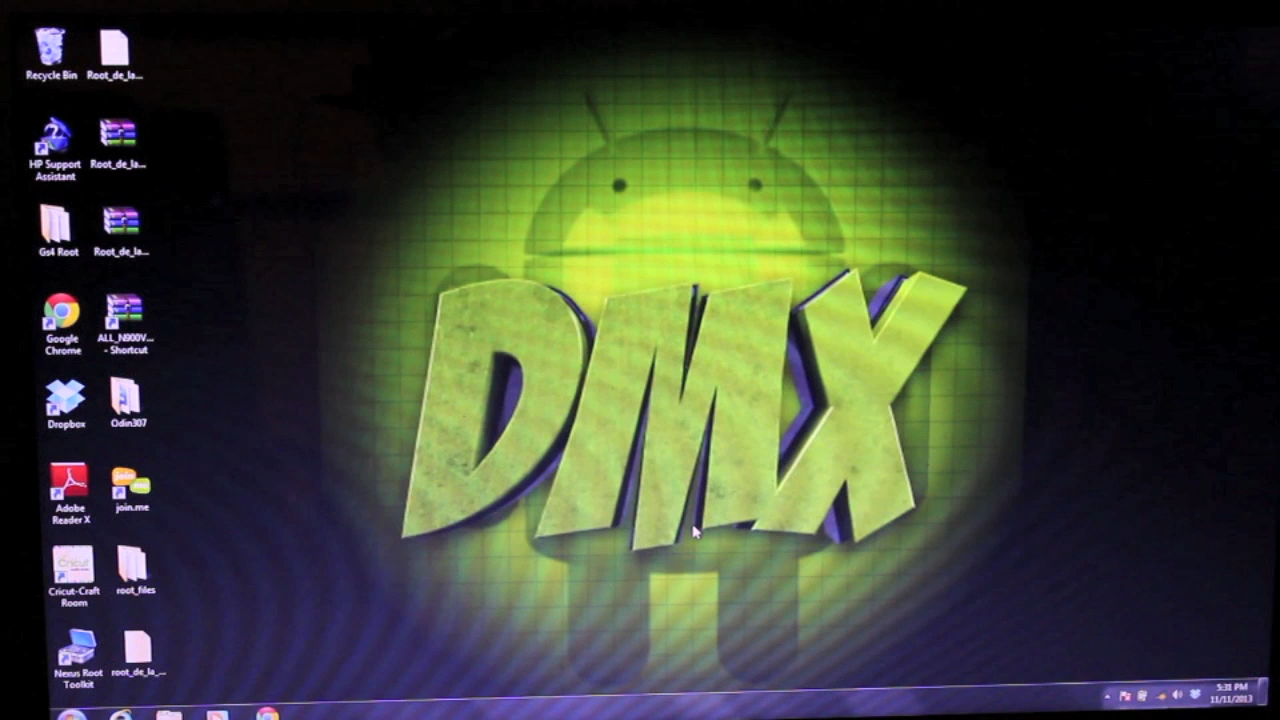 Recycle Bin
Root_de_la...
HP Support
Assistant
Root_de_la...
Gs4 Root
Root_de_la...
Google
Chrome
ALL_N900V...
- Shortcut
Dropbox
Odin307
Adobe
Reader X
join.me
Cricut-Craft
Room
root_files
Nexus Root
Toolkit
root_de_la_...
DMX
5:31 PM
11/11/2013